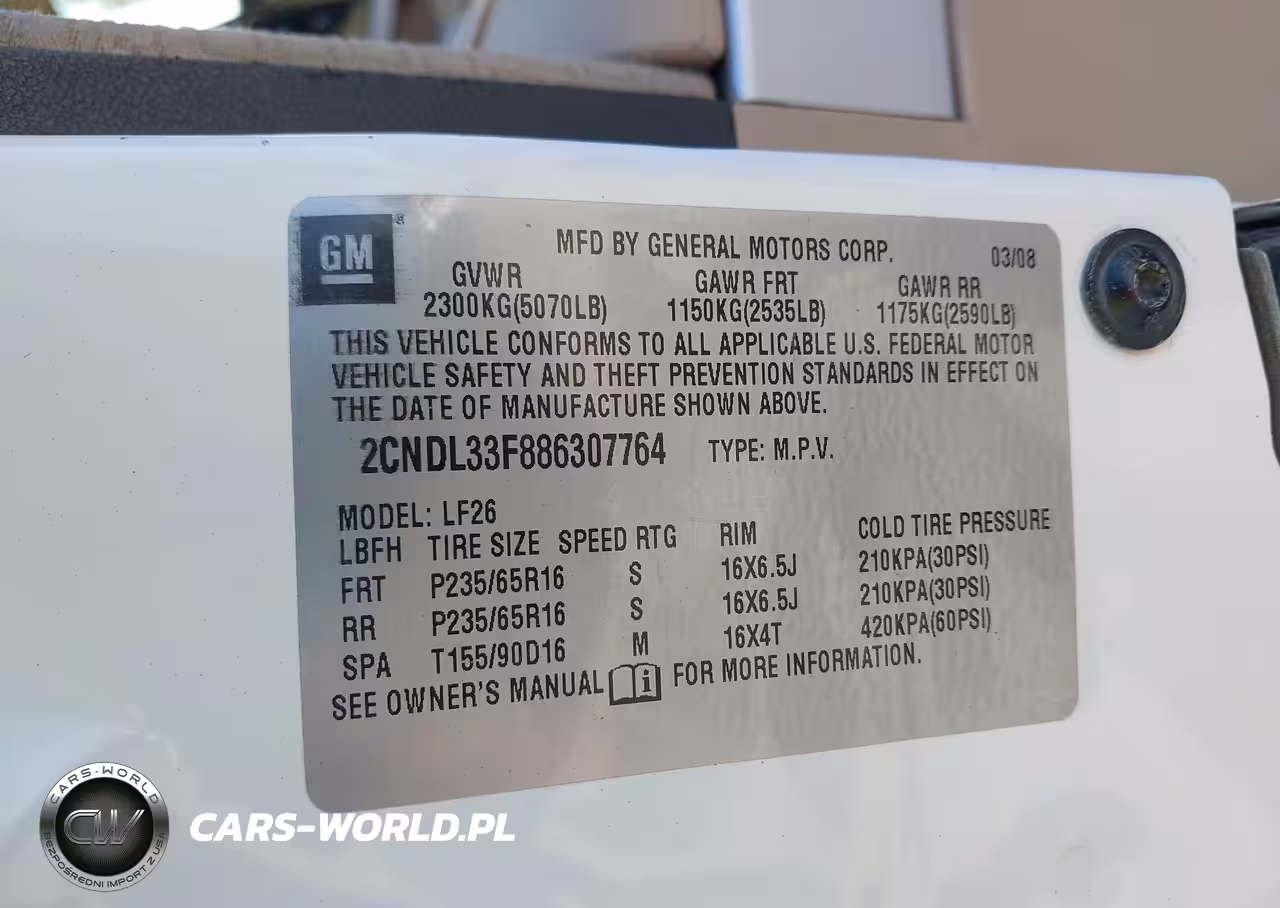 GM®
MFD BY GENERAL MOTORS CORP. 03/08
GVWR GAWR FRT GAWR RR
2300KG(5070LB) 1150KG(2535LB) 1175KG(2590LB)
THIS VEHICLE CONFORMS TO ALL APPLICABLE U.S. FEDERAL MOTOR
VEHICLE SAFETY AND THEFT PREVENTION STANDARDS IN EFFECT ON
THE DATE OF MANUFACTURE SHOWN ABOVE.
2CNDL33F886307764 TYPE: M.P.V.
MODEL: LF26
LBFH TIRE SIZE SPEED RTG RIM COLD TIRE PRESSURE
FRT P235/65R16 S 16X6.5J 210KPA(30PSI)
RR P235/65R16 S 16X6.5J 210KPA(30PSI)
SPA T155/90D16 M 16X4T 420KPA(60PSI)
SEE OWNER'S MANUAL i FOR MORE INFORMATION.
CARS-WORLD
CW
BEZPOŚREDNI IMPORT Z USA
CARS-WORLD.PL